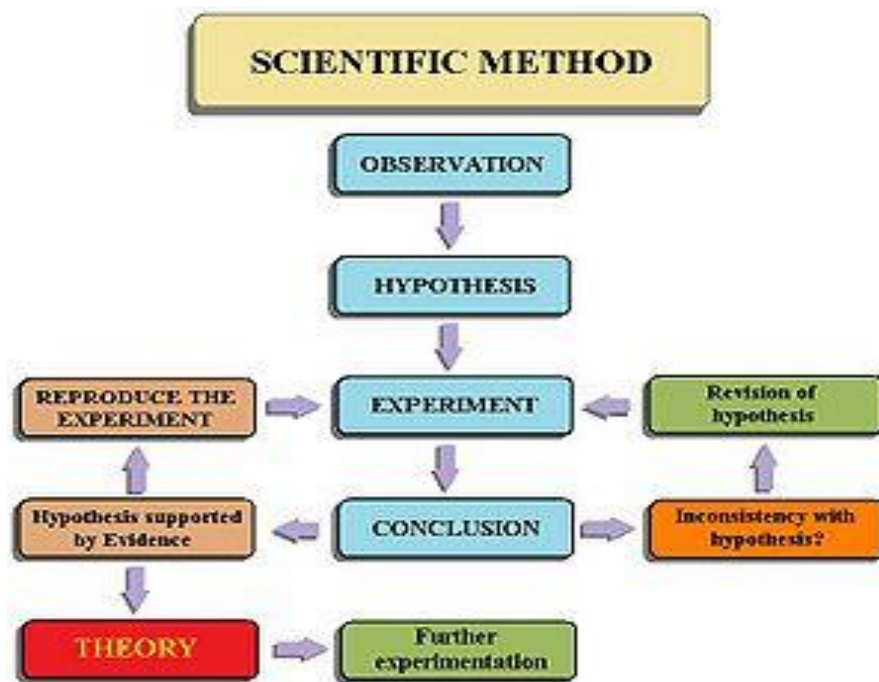 SCIENTIFIC METHOD
OBSERVATION
HYPOTHESIS
REPRODUCE THE
EXPERIMENT
EXPERIMENT
Revision of
hypothesis
Hypothesis supported
by Evidence
CONCLUSION
Inconsistency with
hypothesis?
THEORY
Further
experimentation